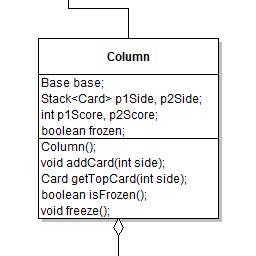 Column
Base base;
Stack<Card> p1Side, p2Side;
int p1Score, p2Score;
boolean frozen;
Column();
void addCard(int side);
Card getTopCard(int side);
boolean isFrozen();
void freeze();